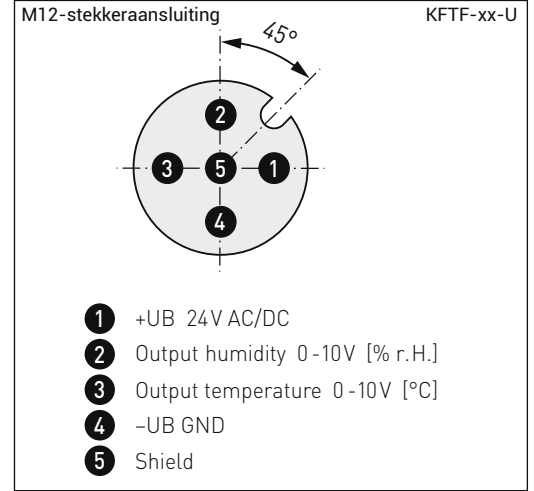 M12-stekkeraansluiting KFTF-xx-U
45°
2
3 5 1
4
1 +UB 24V AC/DC
2 Output humidity 0-10V [% r.H.]
3 Output temperature 0-10V [°C]
4 –UB GND
5 Shield